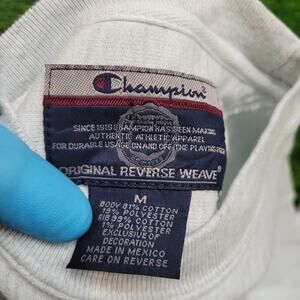 Champion
SINCE 1919 CHAMPION HAS BEEN MAKING
AUTHENTIC ATHLETIC APPAREL
FOR DURABLE USAGE ON AND OFF THE PLAYING
ORIGINAL REVERSE WEAVE
M
BODY 81% COTTON
19% POLYESTER
RIB 99% COTTON
1% POLYESTER
EXCLUSIVE OF
DECORATION
MADE IN MEXICO
CARE ON REVERSE